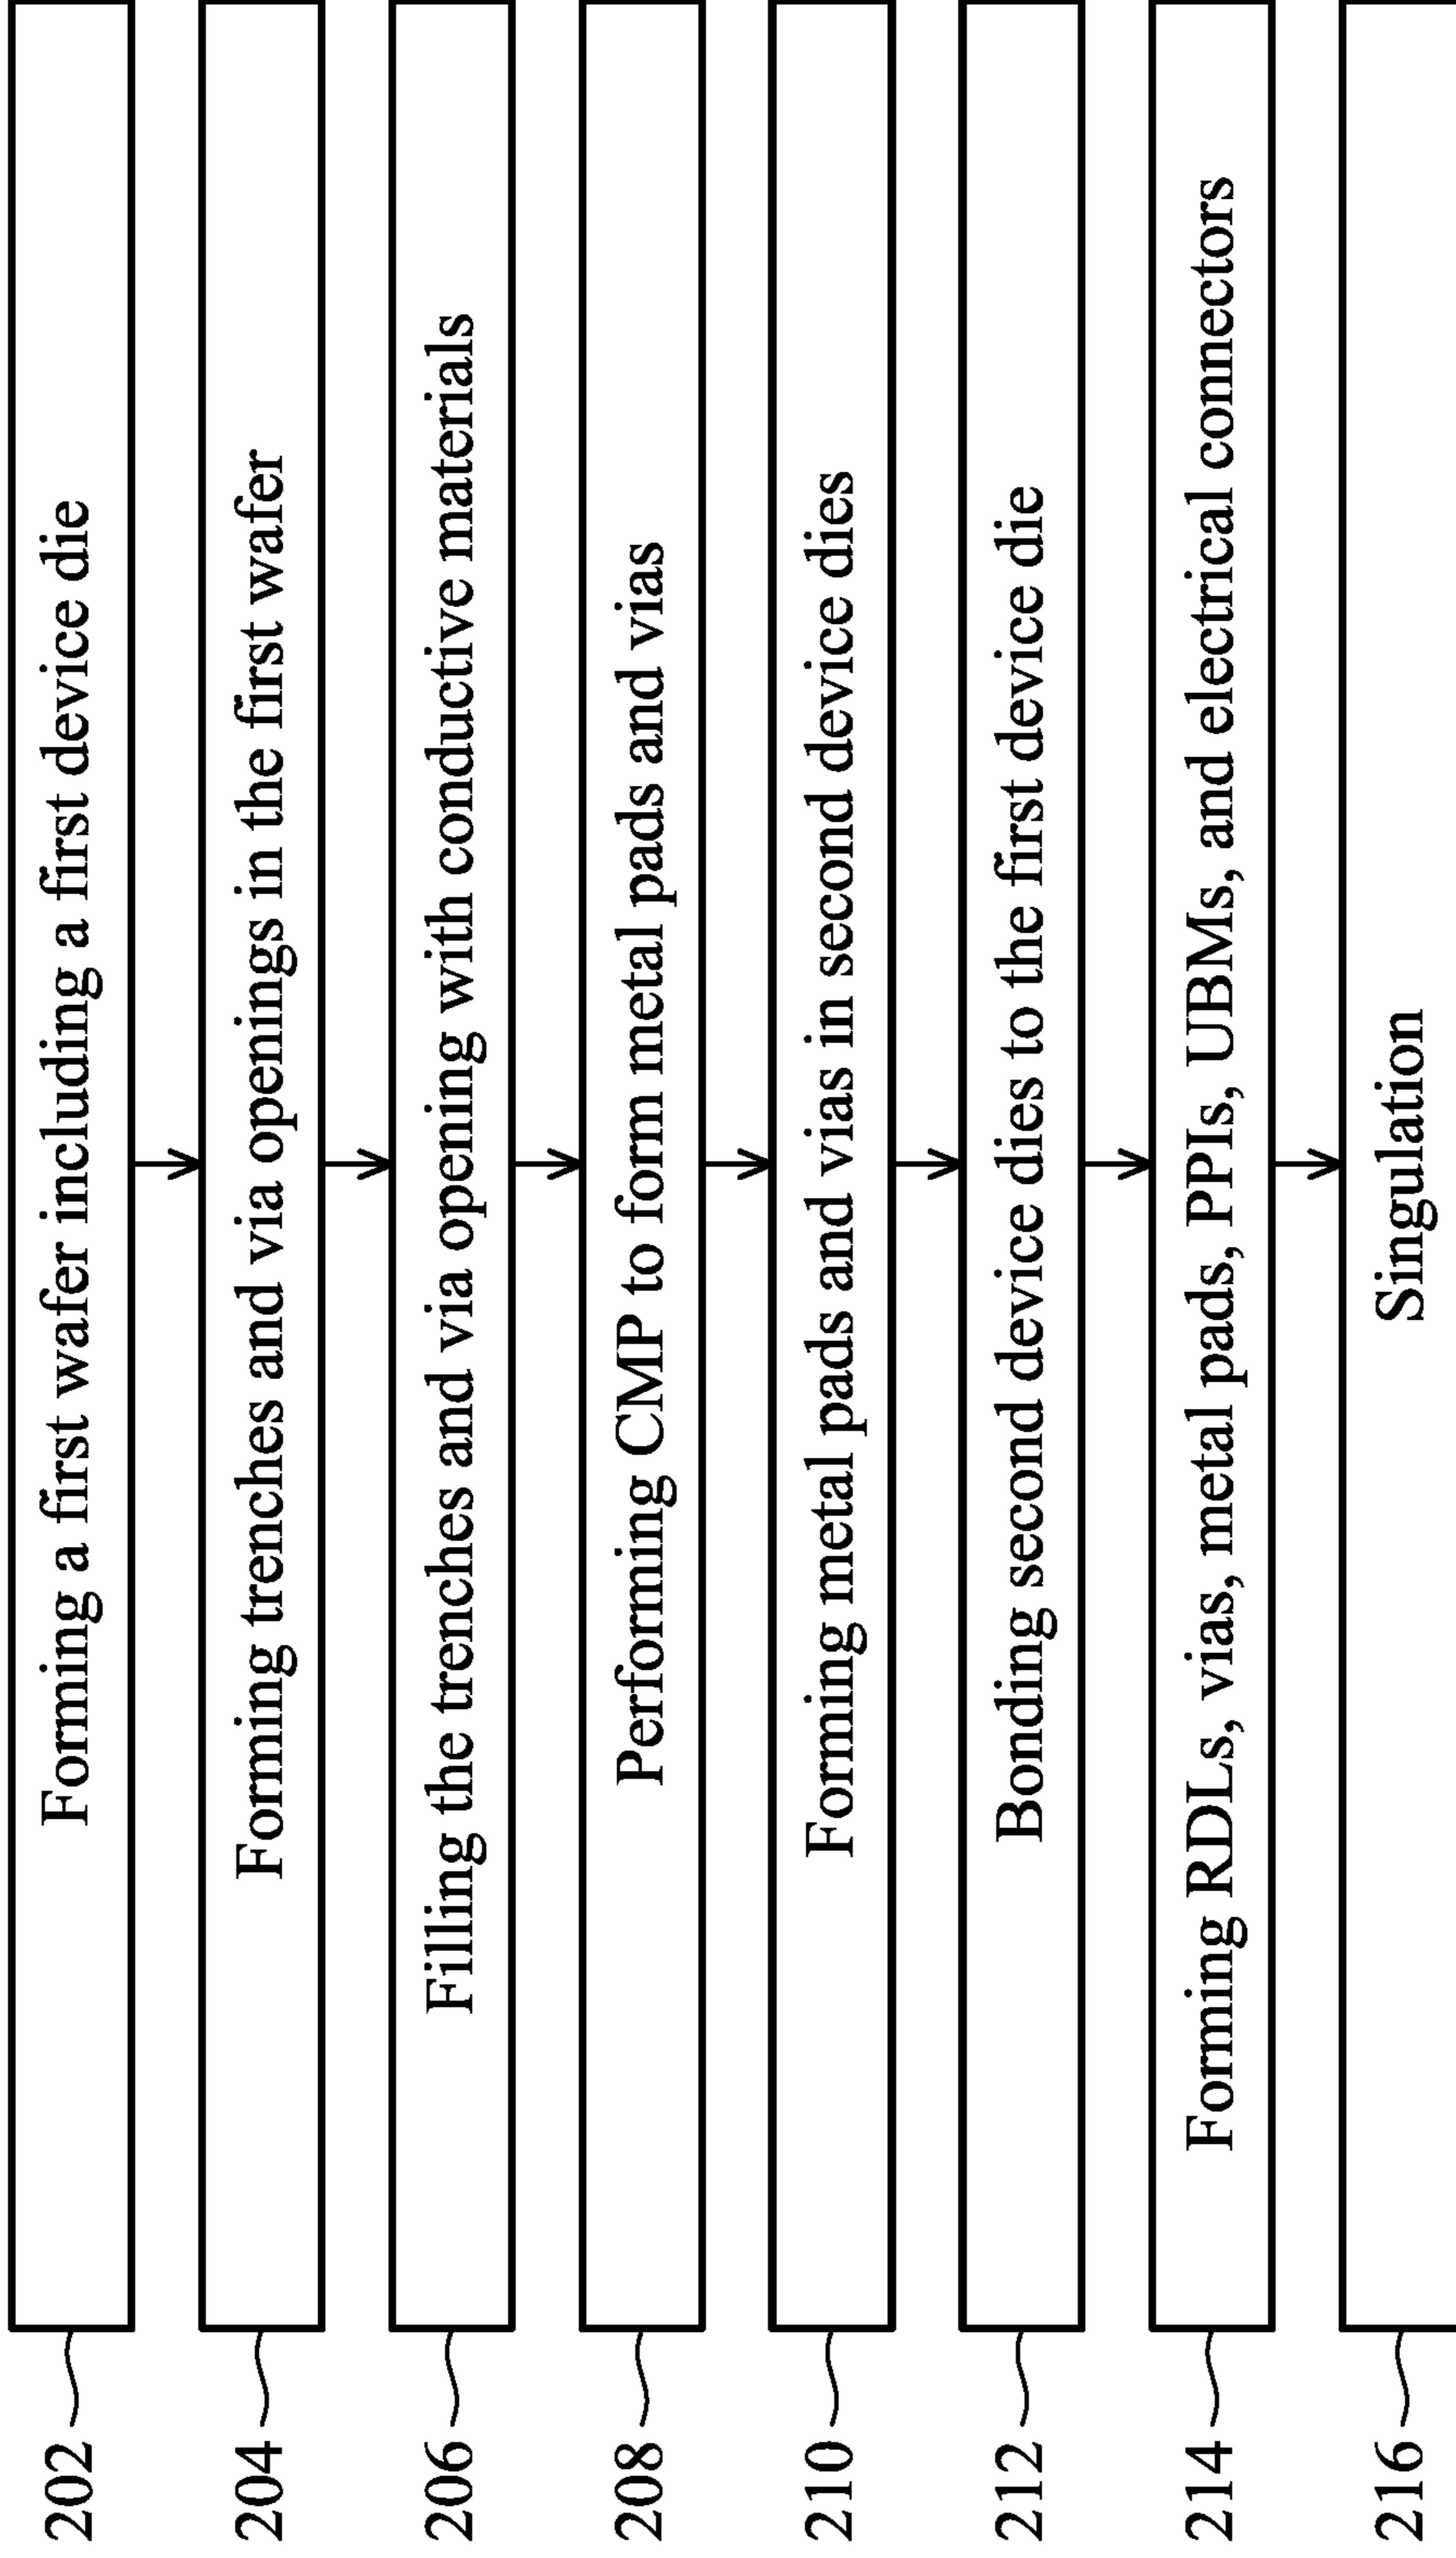 202 Forming a first wafer including a first device die
204 Forming trenches and via openings in the first wafer
206 Filling the trenches and via opening with conductive materials
208 Performing CMP to form metal pads and vias
210 Forming metal pads and vias in second device dies
212 Bonding second device dies to the first device die
214 Forming RDLs, vias, metal pads, PPIs, UBMs, and electrical connectors
216 Singulation